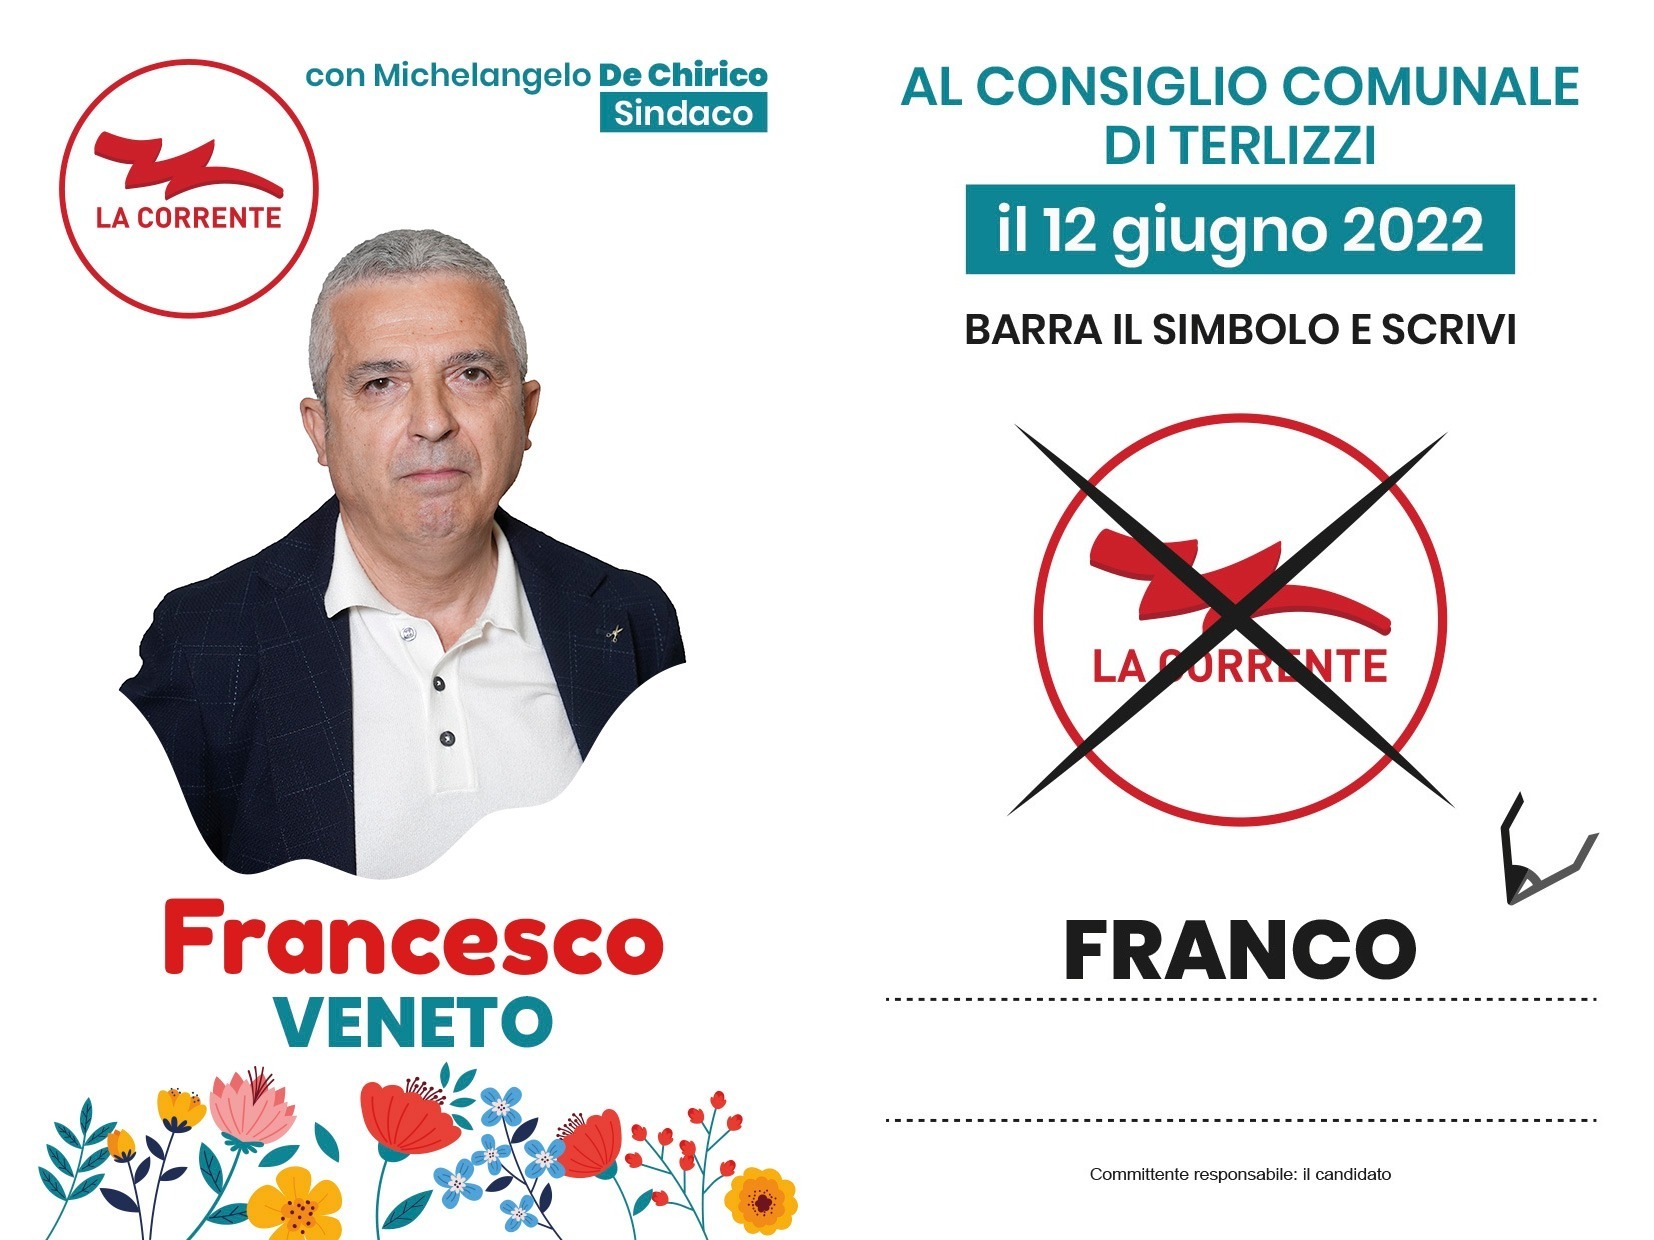 con Michelangelo De Chirico
Sindaco
LA CORRENTE
Francesco
VENETO
AL CONSIGLIO COMUNALE
DI TERLIZZI
il 12 giugno 2022
BARRA IL SIMBOLO E SCRIVI
LA CORRENTE
FRANCO
Committente responsabile: il candidato